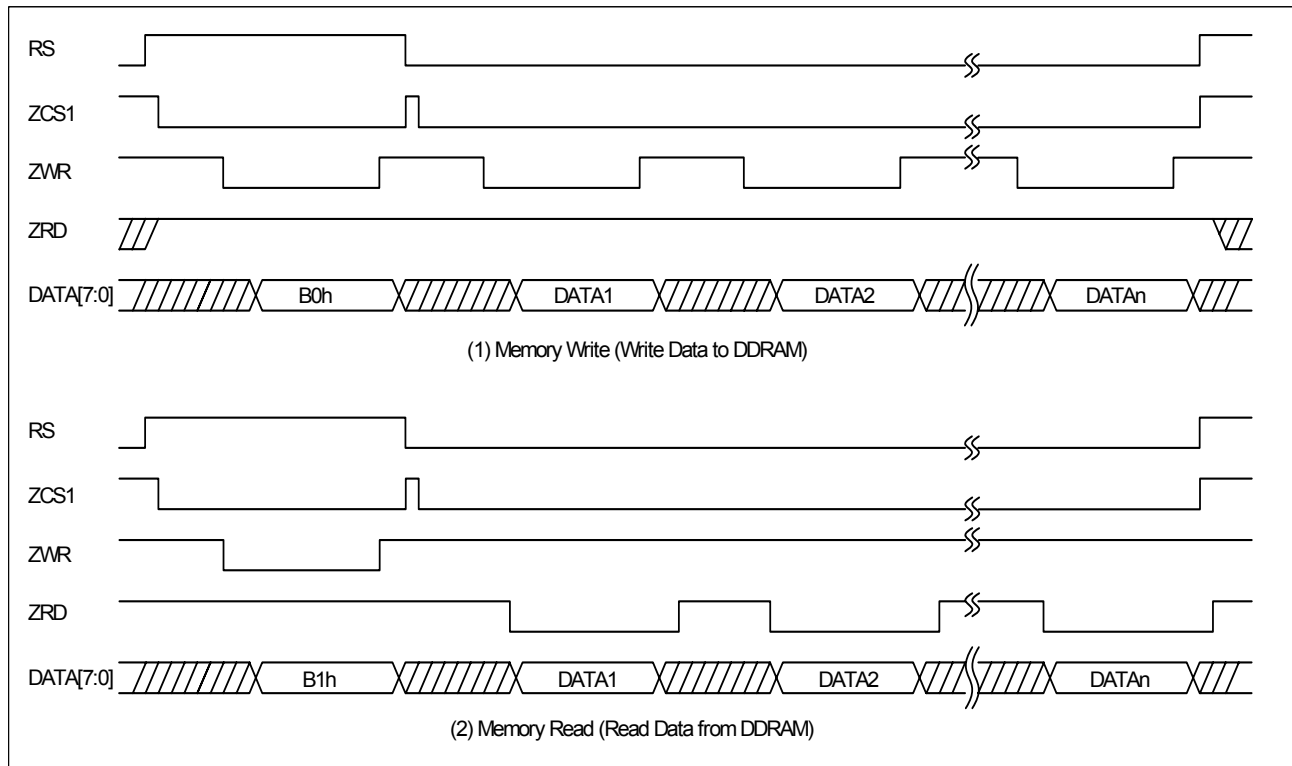 RS
ZCS1
ZWR
ZRD
DATA[7:0] B0h DATA1 DATA2 DATAn
(1) Memory Write (Write Data to DDRAM)
RS
ZCS1
ZWR
ZRD
DATA[7:0] B1h DATA1 DATA2 DATAn
(2) Memory Read (Read Data from DDRAM)